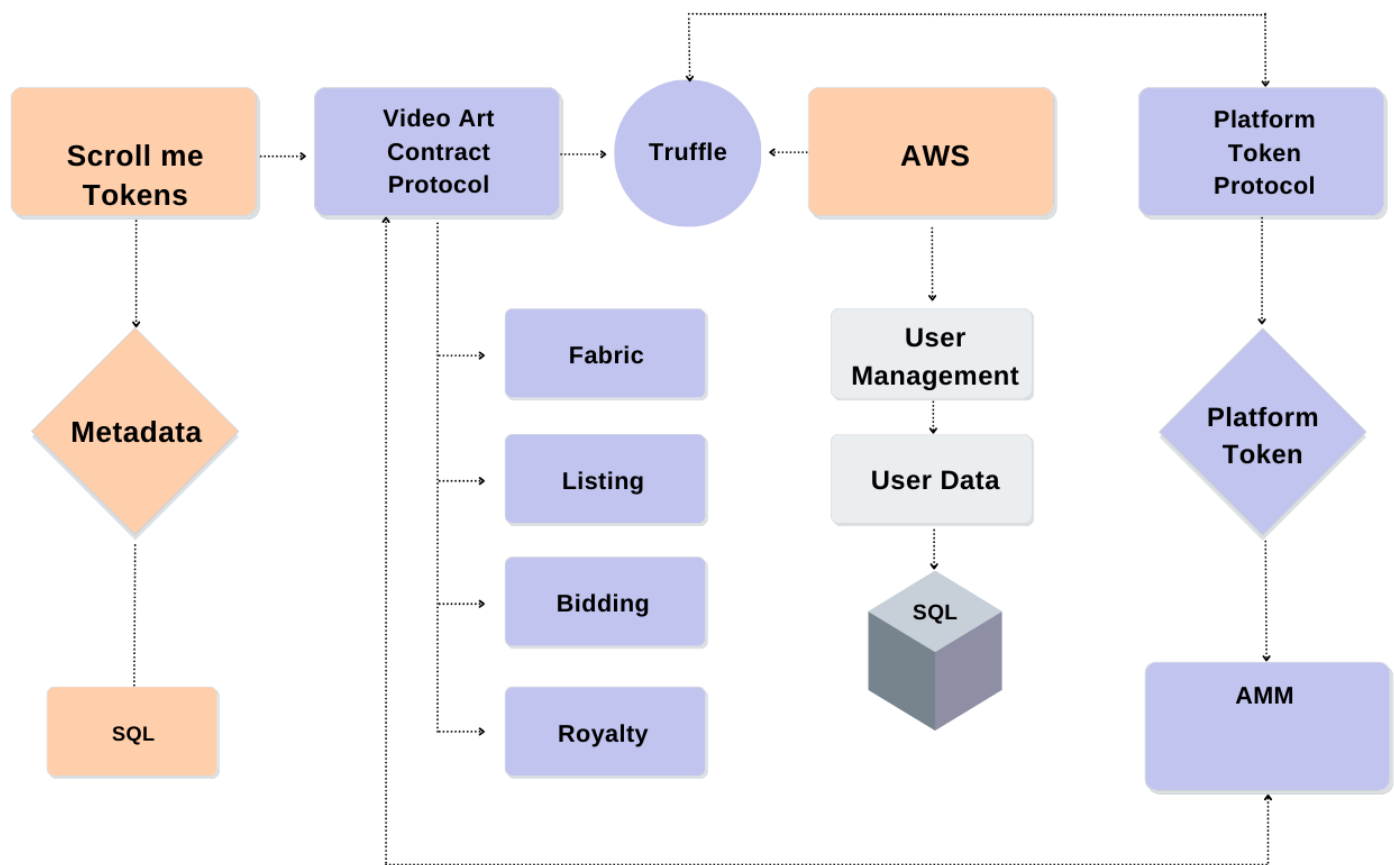 Scroll me
Tokens
Video Art
Contract
Protocol
Truffle
AWS
Platform
Token
Protocol
Metadata
SQL
Fabric
Listing
Bidding
Royalty
User
Management
User Data
SQL
Platform
Token
AMM